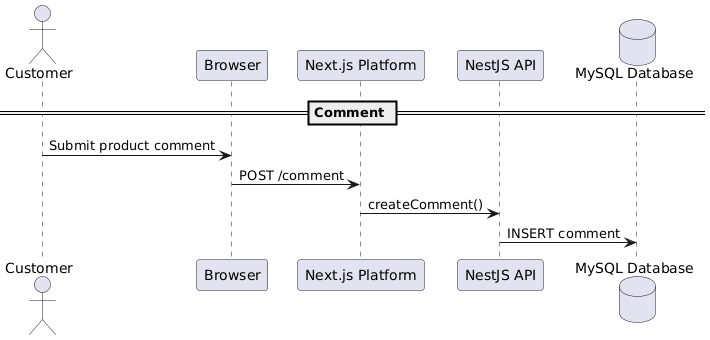 Customer
Browser
Next.js Platform
NestJS API
MySQL Database
Comment
Submit product comment
POST /comment
createComment()
INSERT comment
Customer
Browser
Next.js Platform
NestJS API
MySQL Database